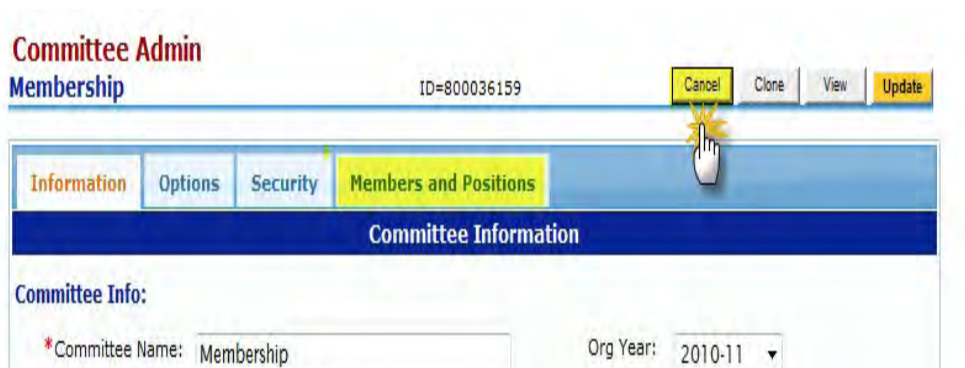 Committee Admin
Membership ID=800036159 Cancel Clone View Update
Information Options Security Members and Positions
Committee Information
Committee Info:
*Committee Name: Membership Org Year: 2010-11